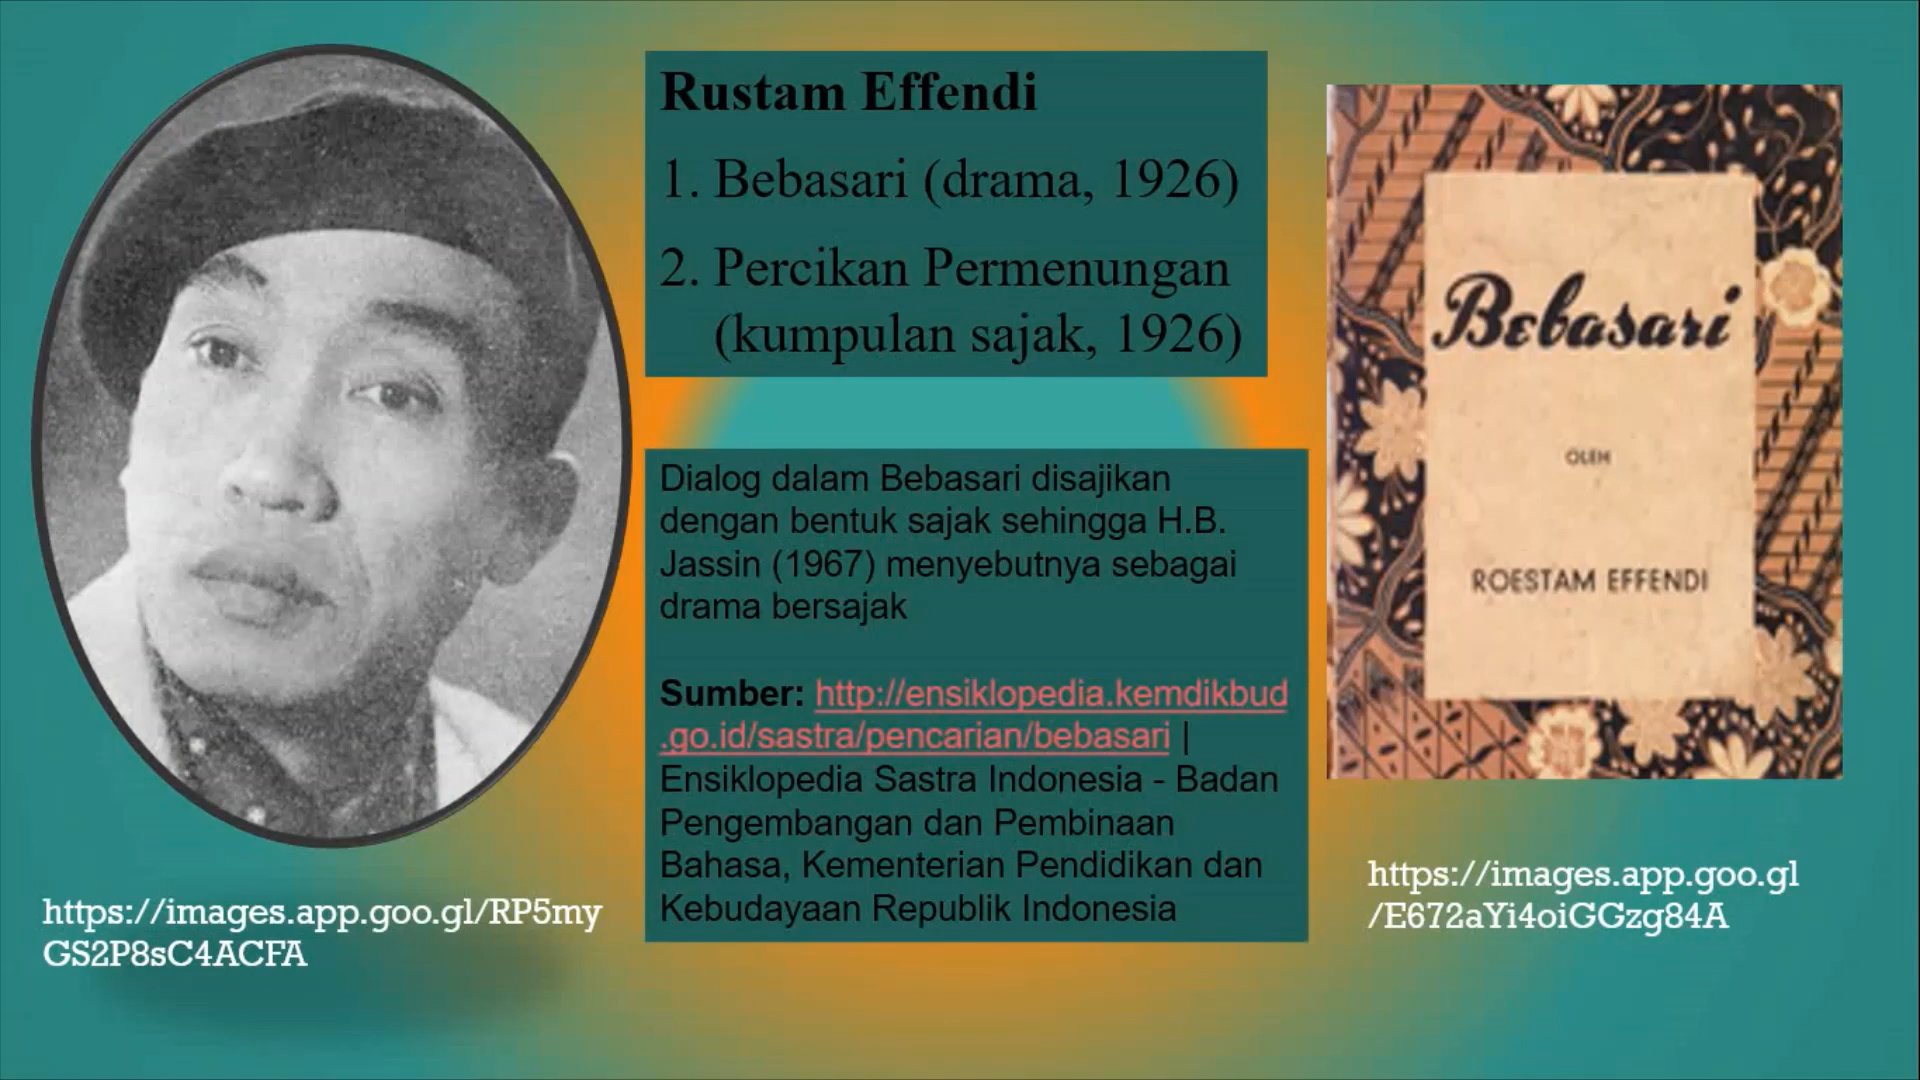 Rustam Effendi
1. Bebasari (drama, 1926)
2. Percikan Permenungan
(kumpulan sajak, 1926)
Dialog dalam Bebasari disajikan
dengan bentuk sajak sehingga H.B.
Jassin (1967) menyebutnya sebagai
drama bersajak
Sumber: http://ensiklopedia.kemdikbud
.go.id/sastra/pencarian/bebasari |
Ensiklopedia Sastra Indonesia - Badan
Pengembangan dan Pembinaan
Bahasa, Kementerian Pendidikan dan
Kebudayaan Republik Indonesia
Bebasari
OLEH
ROESTAM EFFENDI
https://images.app.goo.gl/RP5my
GS2P8sC4ACFA
https://images.app.goo.gl
/E672aYi4oiGGzg84A